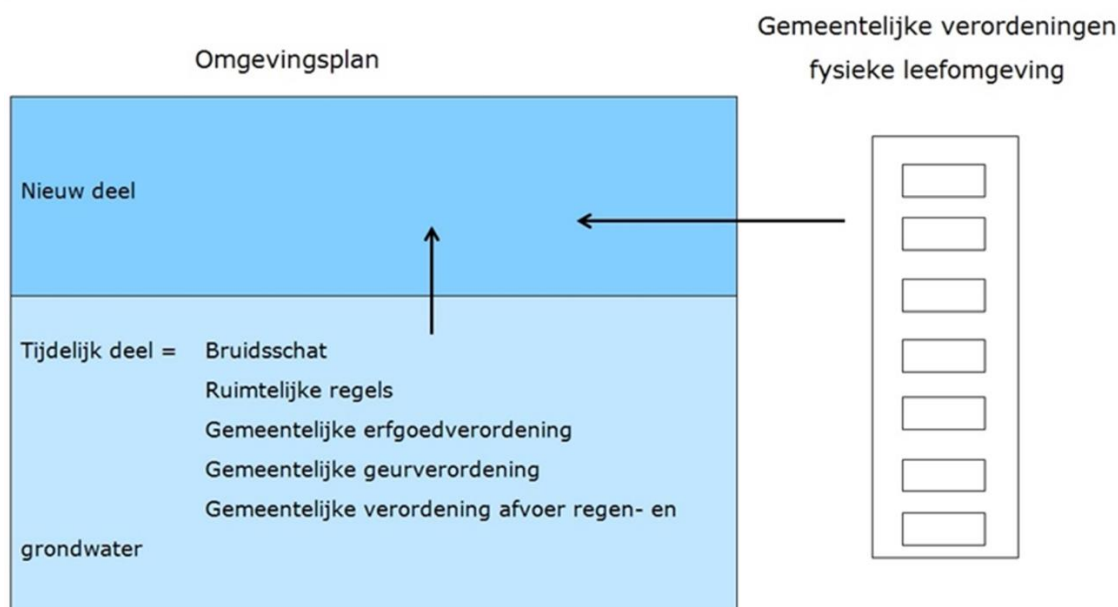 Omgevingsplan
Gemeentelijke verordeningen
fysieke leefomgeving
Nieuw deel
Tijdelijk deel = Bruidsschat
Ruimtelijke regels
Gemeentelijke erfgoedverordening
Gemeentelijke geurverordening
Gemeentelijke verordening afvoer regen- en
grondwater